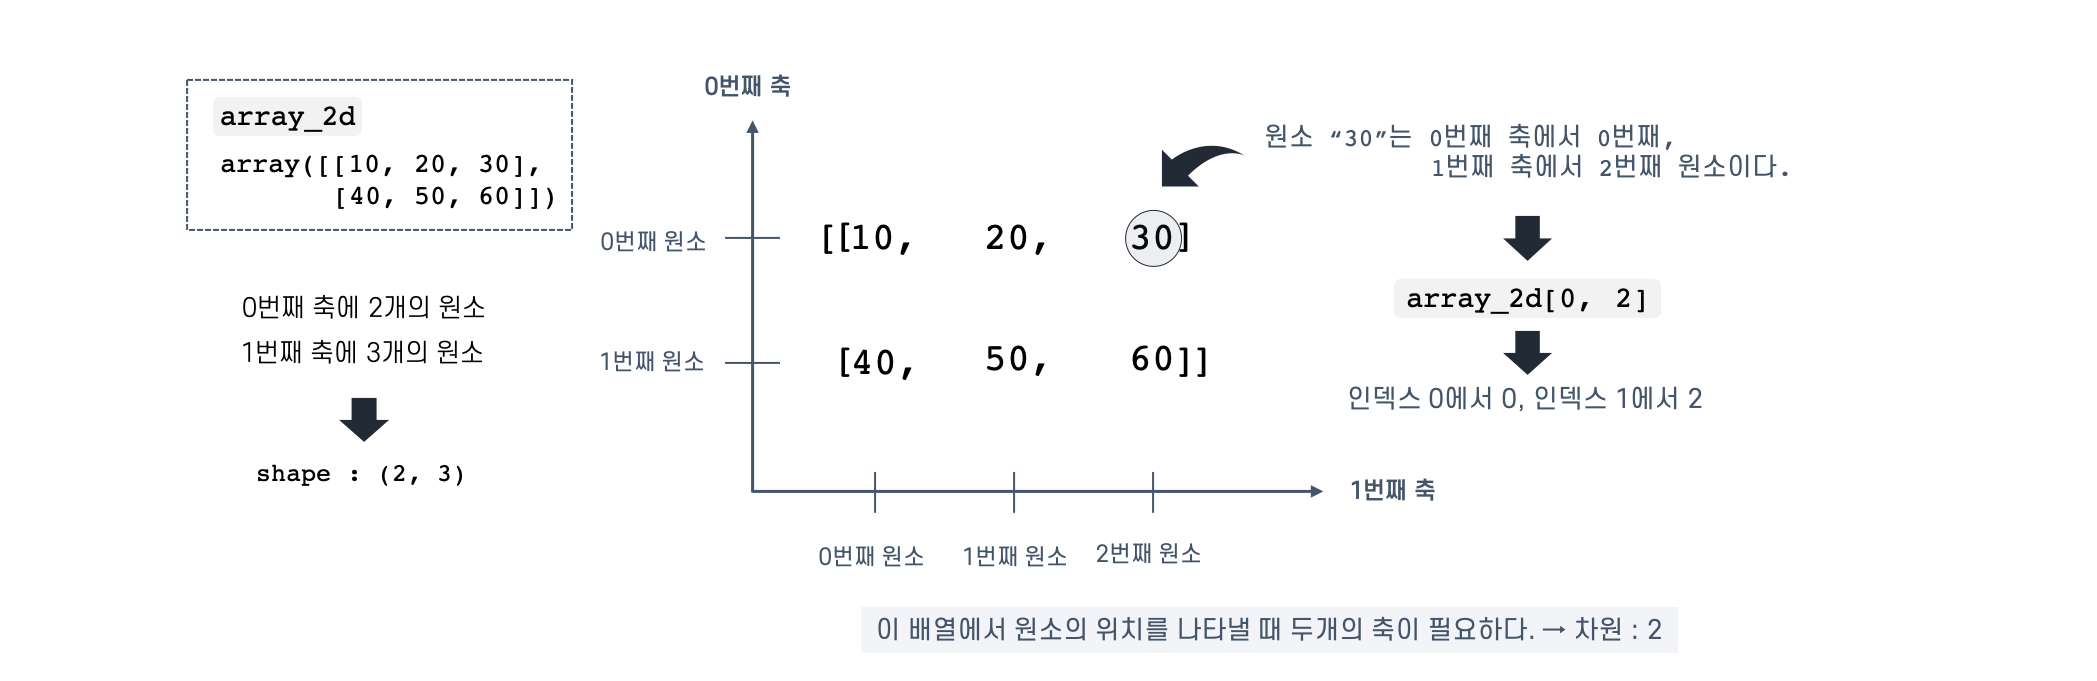 array_2d
array([[10, 20, 30],
[40, 50, 60]])
0번째 축에 2개의 원소
1번째 축에 3개의 원소
shape : (2, 3)
0번째 축
0번째 원소
[[10, 20, 30]
1번째 원소
[40, 50, 60]]
1번째 축
0번째 원소 1번째 원소 2번째 원소
원소 “30”는 0번째 축에서 0번째,
1번째 축에서 2번째 원소이다.
array_2d[0, 2]
인덱스 0에서 0, 인덱스 1에서 2
이 배열에서 원소의 위치를 나타낼 때 두개의 축이 필요하다. → 차원 : 2